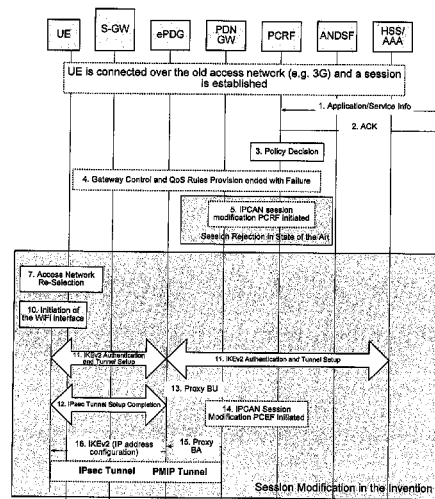 UE
S-GW
ePDG
PDN
GW
PCRF
ANDSF
HSS/
AAA
UE is connected over the old access network (e.g. 3G) and a session
is established
1. Application/Service Info
2. ACK
3. Policy Decision
4. Gateway Control and QoS Rules Provision ended with Failure
5. IPCAN session
modification PCRF initiated
Session Rejection in State of the Art
7. Access Network
Re-Selection
10. Initiation of
the WiFi Interface
11. IKEv2 Authentication
and Tunnel Setup
11. IKEv2 Authentication and Tunnel Setup
12. IPsec Tunnel Setup Completion
13. Proxy BU
14. IPCAN Session
Modification PCEF Initiated
16. IKEv2 (IP address
configuration)
15. Proxy
BA
IPsec Tunnel
PMIP Tunnel
Session Modification in the Invention